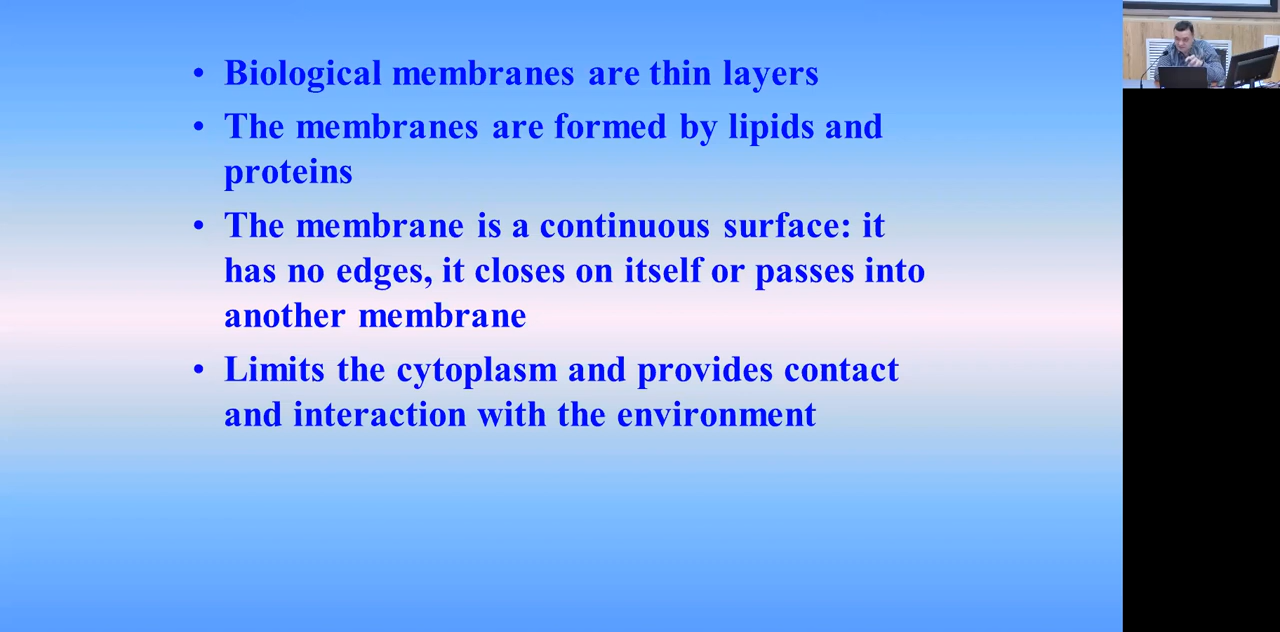 • Biological membranes are thin layers
• The membranes are formed by lipids and
proteins
• The membrane is a continuous surface: it
has no edges, it closes on itself or passes into
another membrane
• Limits the cytoplasm and provides contact
and interaction with the environment